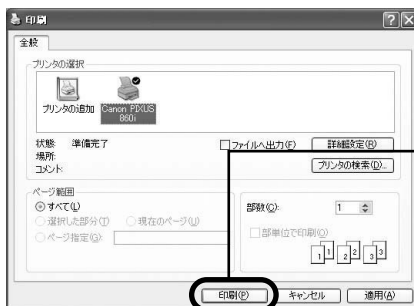 印刷
全般
プリンタの選択
プリンタの追加
Canon PIXUS 860i
状態: 準備完了
場所:
コメント:
ファイルへ出力(F)
詳細設定(R)
プリンタの検索(D)...
ページ範囲
すべて(L)
選択した部分(T)
現在のページ(U)
ページ指定(G):
部数(C):
1
部単位で印刷(O)
1 1 2 2 3 3
印刷(P)
キャンセル
適用(A)